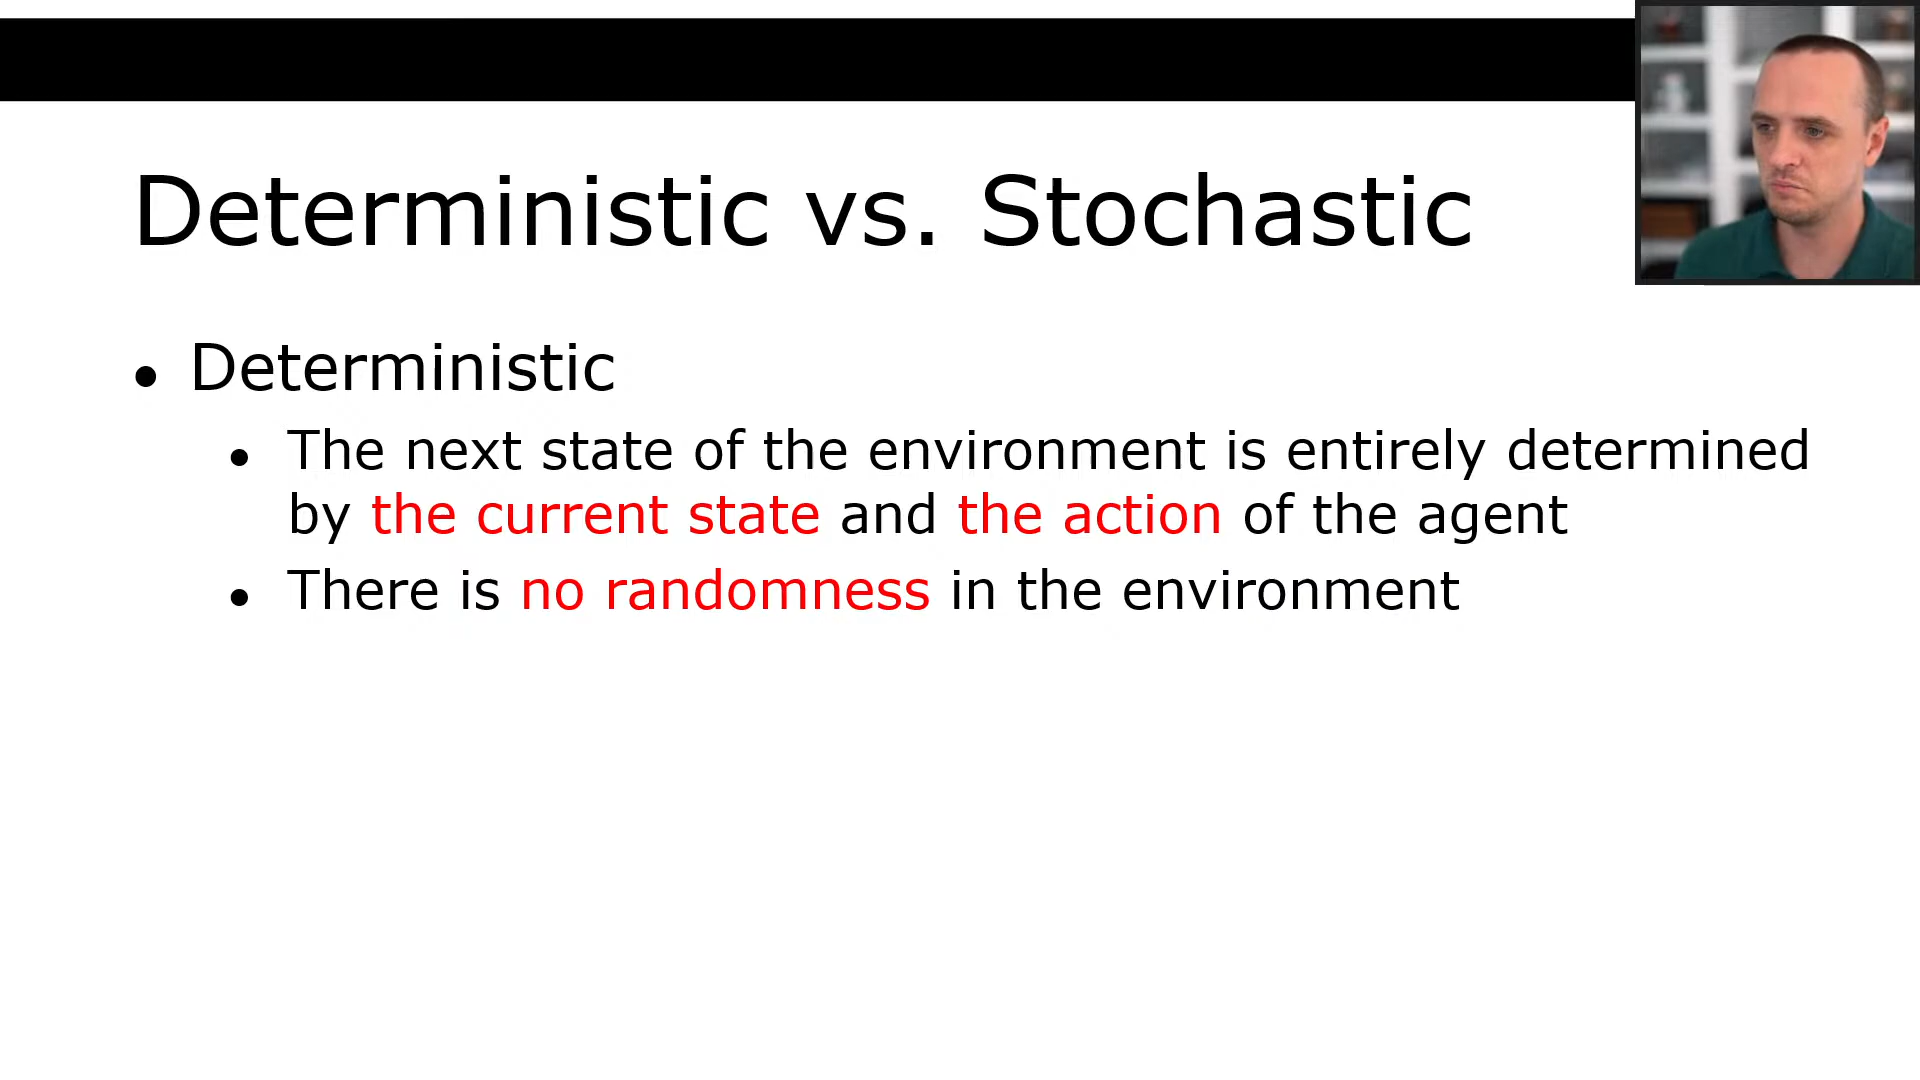 Deterministic vs. Stochastic
• Deterministic
• The next state of the environment is entirely determined
by the current state and the action of the agent
• There is no randomness in the environment